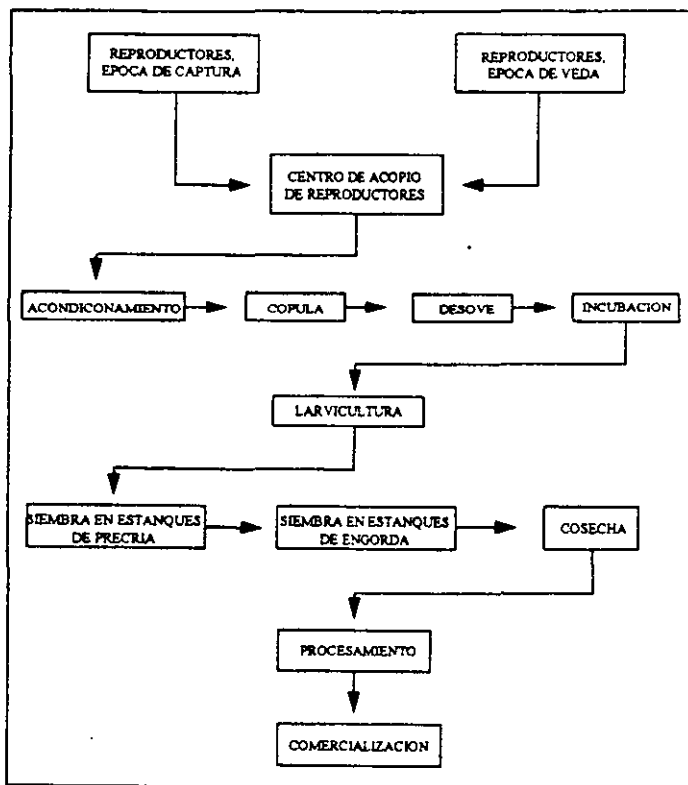 REPRODUCTORES,
EPOCA DE CAPTURA
REPRODUCTORES,
EPOCA DE VEDA
CENTRO DE ACOPIO
DE REPRODUCTORES
ACONDICONAMIENTO
COPULA
DESOVE
INCUBACION
LARVICULTURA
SIEMBRA EN ESTANQUES
DE PRECRIA
SIEMBRA EN ESTANQUES
DE ENGORDA
COSECHA
PROCESAMIENTO
COMERCIALIZACION